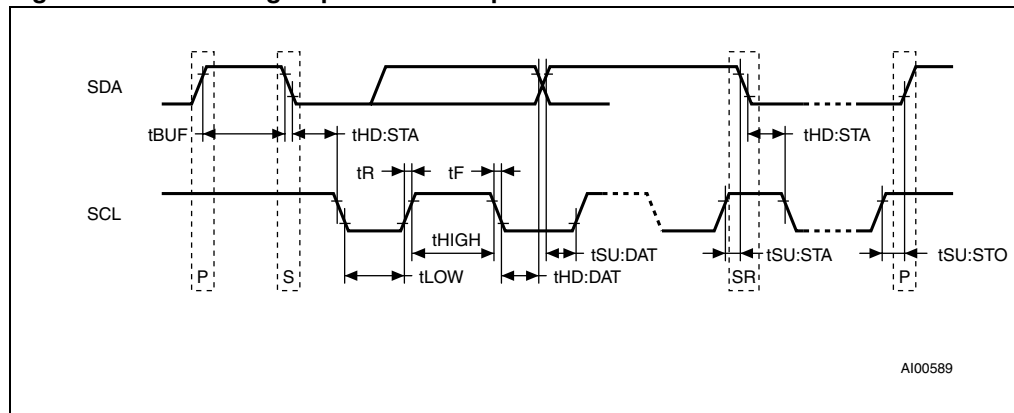 SDA
tBUF
tHD:STA
tHD:STA
tR
tF
SCL
tHIGH
tSU:DAT
tSU:STA
tSU:STO
P
S
tLOW
tHD:DAT
SR
P
AI00589